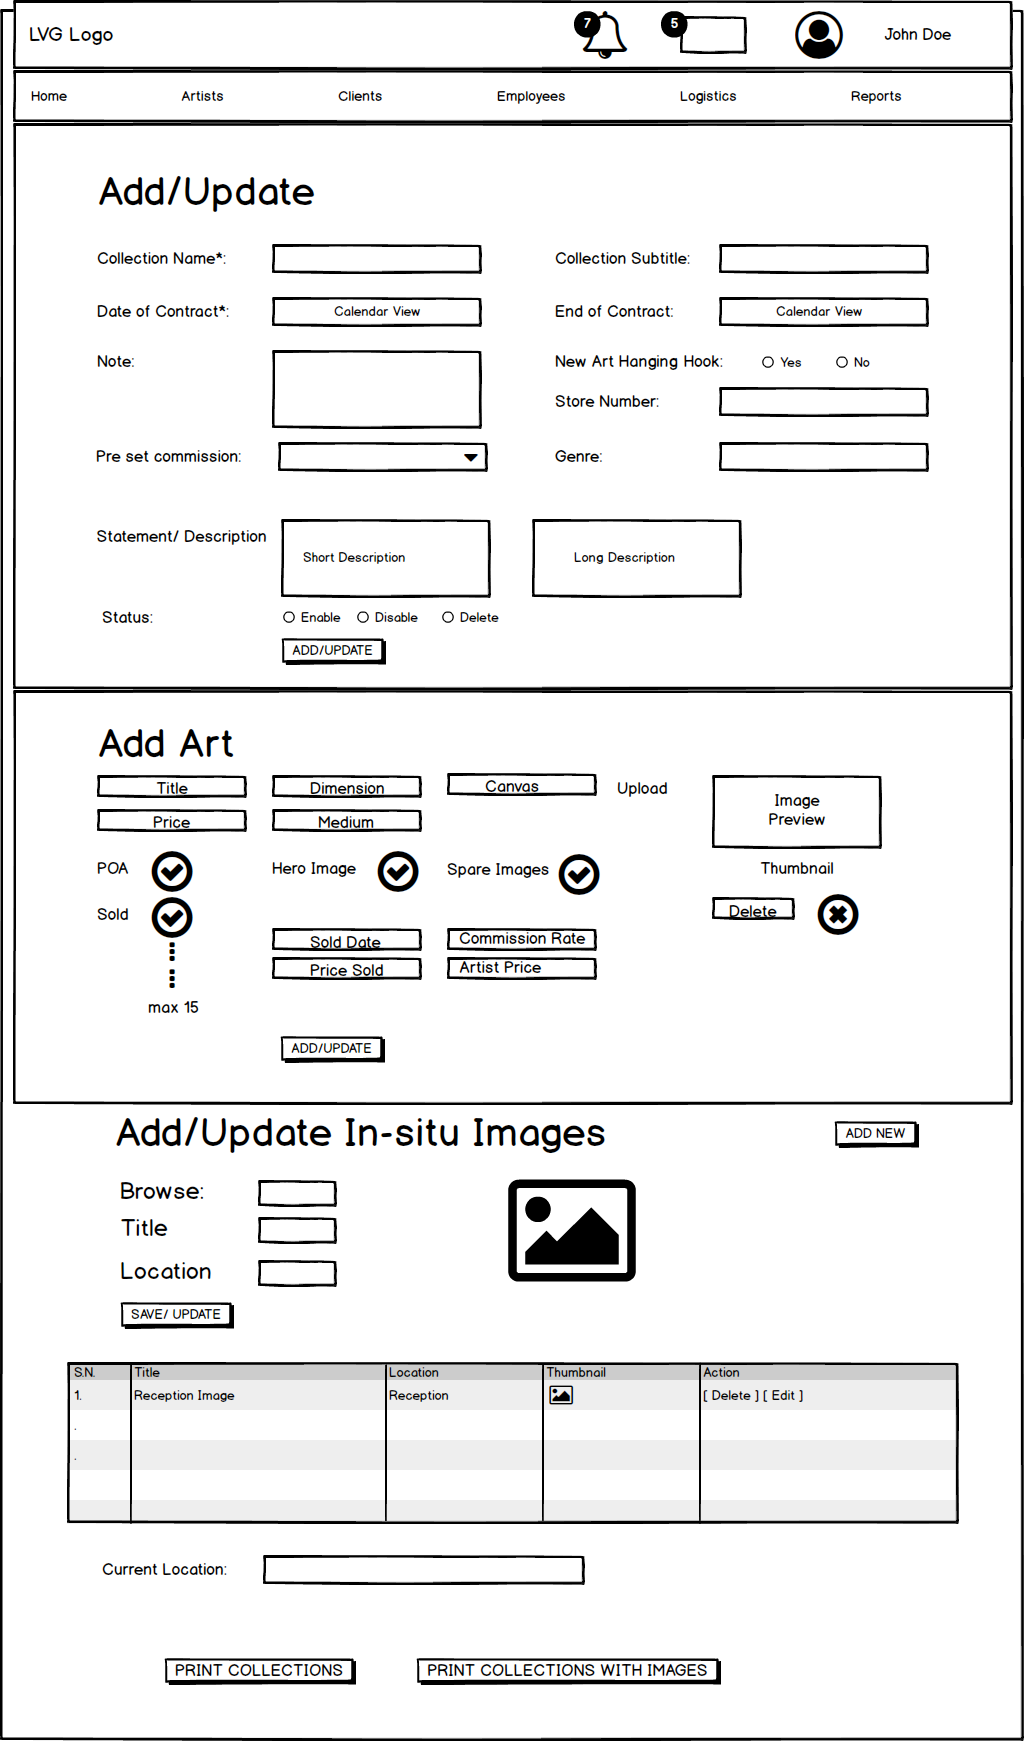 LVG Logo
7
5
John Doe
Home Artists Clients Employees Logistics Reports
Add/Update
Collection Name*: Collection Subtitle:
Date of Contract*: Calendar View End of Contract: Calendar View
Note: New Art Hanging Hook: Yes No
Store Number:
Pre set commission: Genre:
Statement/ Description Short Description Long Description
Status: Enable Disable Delete
ADD/UPDATE
Add Art
Title Dimension Canvas Upload Image
Preview
Price Medium
POA Hero Image Spare Images Thumbnail
Sold Delete
Sold Date Commission Rate
Price Sold Artist Price
max 15
ADD/UPDATE
Add/Update In-situ Images ADD NEW
Browse:
Title
Location
SAVE/ UPDATE
S.N. Title Location Thumbnail Action
1. Reception Image Reception [ Delete ] [ Edit ]
.
.
Current Location:
PRINT COLLECTIONS PRINT COLLECTIONS WITH IMAGES